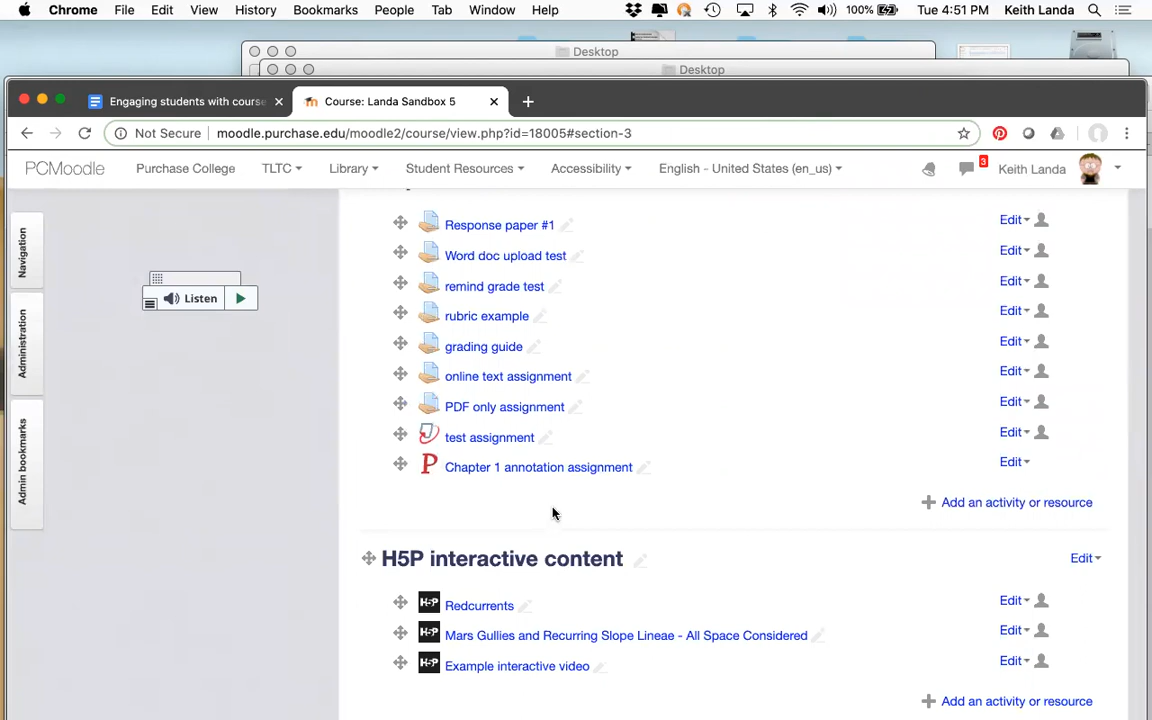 Chrome File Edit View History Bookmarks People Tab Window Help 100% Tue 4:51 PM Keith Landa
Desktop
Desktop
Engaging students with course Course: Landa Sandbox 5
Not Secure moodle.purchase.edu/moodle2/course/view.php?id=18005#section-3
PCMoodle Purchase College TLTC Library Student Resources Accessibility English - United States (en_us) 3 Keith Landa
Navigation
Administration
Admin bookmarks
Listen
Response paper #1 Edit
Word doc upload test Edit
remind grade test Edit
rubric example Edit
grading guide Edit
online text assignment Edit
PDF only assignment Edit
test assignment Edit
P Chapter 1 annotation assignment Edit
Add an activity or resource
H5P interactive content Edit
H5P Redcurrents Edit
H5P Mars Gullies and Recurring Slope Lineae - All Space Considered Edit
H5P Example interactive video Edit
Add an activity or resource